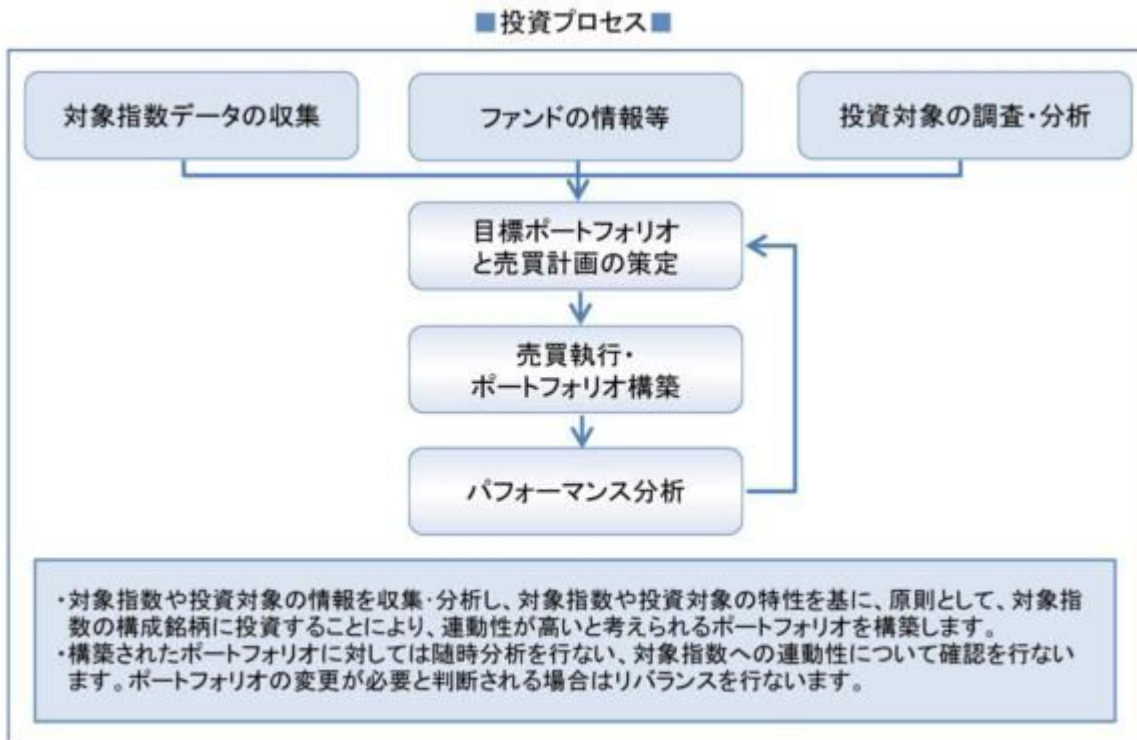 ■投資プロセス■
対象指数データの収集
ファンドの情報等
投資対象の調査・分析
目標ポートフォリオ
と売買計画の策定
売買執行・
ポートフォリオ構築
パフォーマンス分析
・対象指数や投資対象の情報を収集・分析し、対象指数や投資対象の特性を基に、原則として、対象指
数の構成銘柄に投資することにより、連動性が高いと考えられるポートフォリオを構築します。
・構築されたポートフォリオに対しては随時分析を行ない、対象指数への連動性について確認を行ない
ます。ポートフォリオの変更が必要と判断される場合はリバランスを行ないます。